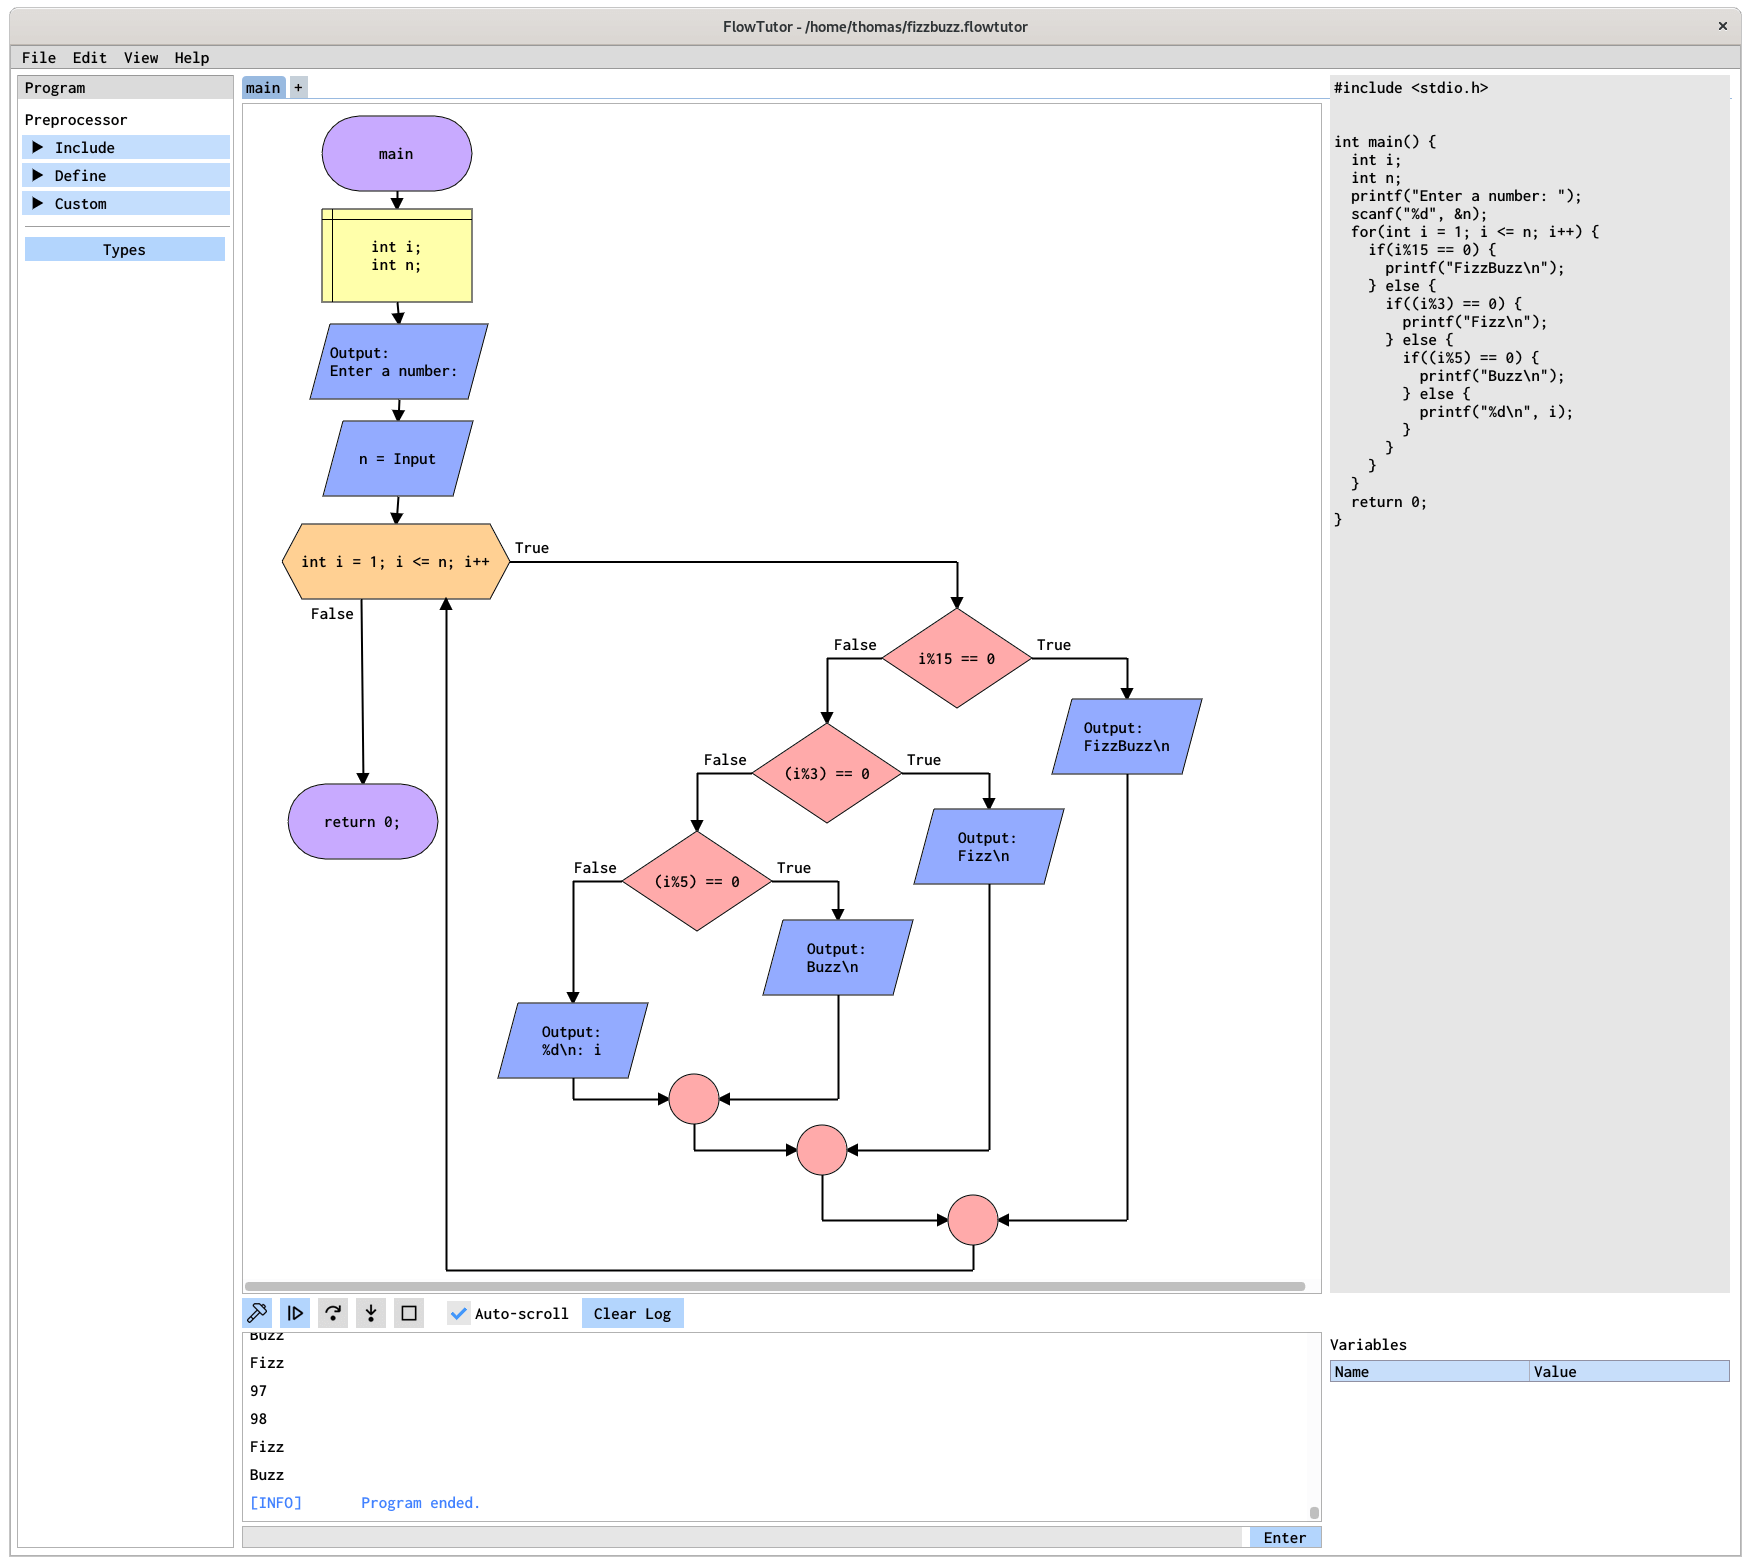 FlowTutor - /home/thomas/fizzbuzz.flowtutor
File Edit View Help
Program
Preprocessor
Include
Define
Custom
Types
main +
main
int i;
int n;
Output:
Enter a number:
n = Input
int i = 1; i <= n; i++
True
False
return 0;
i%15 == 0
False
True
Output:
FizzBuzz\n
(i%3) == 0
False
True
Output:
Fizz\n
(i%5) == 0
False
True
Output:
Buzz\n
Output:
%d\n: i
#include <stdio.h>
int main() {
  int i;
  int n;
  printf("Enter a number: ");
  scanf("%d", &n);
  for(int i = 1; i <= n; i++) {
    if(i%15 == 0) {
      printf("FizzBuzz\n");
    } else {
      if((i%3) == 0) {
        printf("Fizz\n");
      } else {
        if((i%5) == 0) {
          printf("Buzz\n");
        } else {
          printf("%d\n", i);
        }
      }
    }
  }
  return 0;
}
Auto-scroll Clear Log
Buzz
Fizz
97
98
Fizz
Buzz
[INFO] Program ended.
Enter
Variables
Name Value